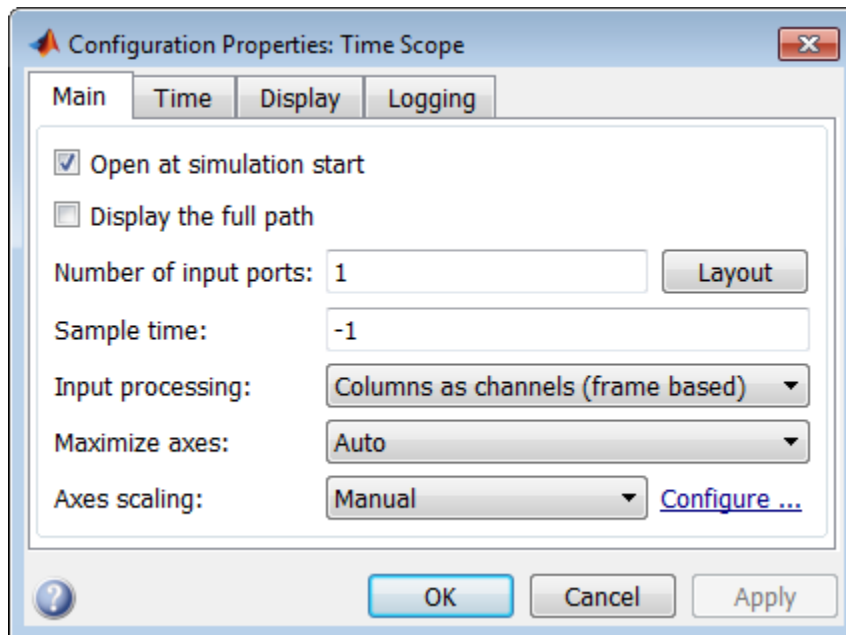 Configuration Properties: Time Scope
Main Time Display Logging
Open at simulation start
Display the full path
Number of input ports: 1 Layout
Sample time: -1
Input processing: Columns as channels (frame based)
Maximize axes: Auto
Axes scaling: Manual Configure ...
? OK Cancel Apply